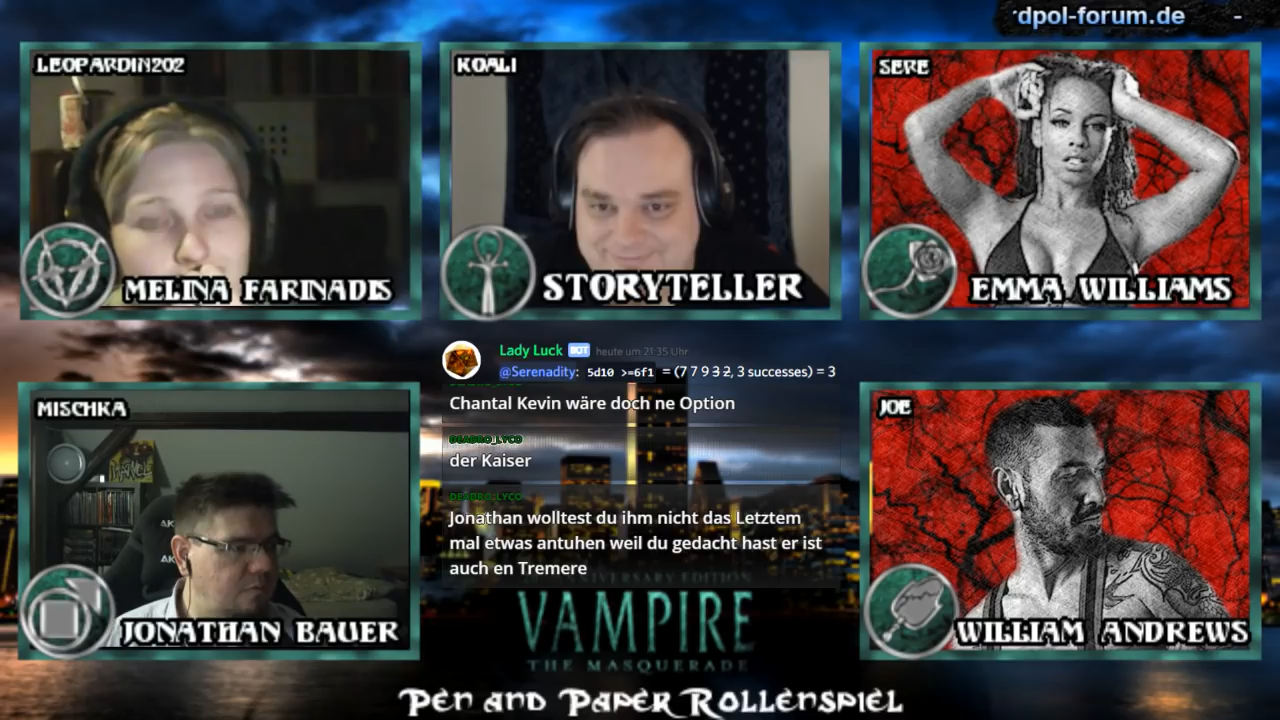 dpol-forum.de -
LEOPARDIN202
KOALI
SERE
MELINA FARINADIS
STORYTELLER
EMMA WILLIAMS
Lady Luck BOT heute um 21:35 Uhr
@Serenadity: 5d10 >=6f1 = (7 7 9 3 2, 3 successes) = 3
Chantal Kevin wäre doch ne Option
DEADRO_LYCO
der Kaiser
DEADRO_LYCO
Jonathan wolltest du ihm nicht das Letztem
mal etwas antuhen weil du gedacht hast er ist
auch en Tremere
MISCHKA
JOE
JONATHAN BAUER
WILLIAM ANDREWS
ANNIVERSARY EDITION
VAMPIRE
THE MASQUERADE
PEN AND PAPER ROLLENSPIEL